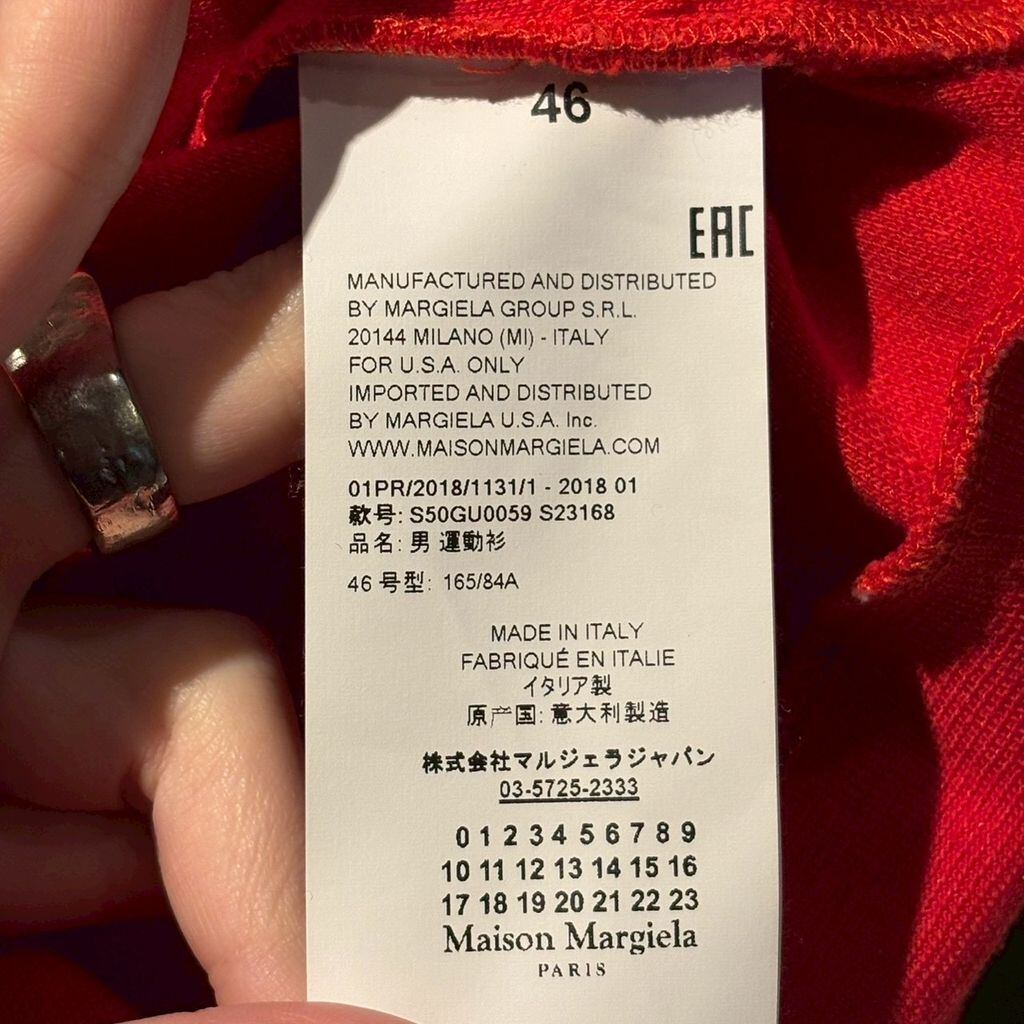 46
EAC
MANUFACTURED AND DISTRIBUTED
BY MARGIELA GROUP S.R.L.
20144 MILANO (MI) - ITALY
FOR U.S.A. ONLY
IMPORTED AND DISTRIBUTED
BY MARGIELA U.S.A. Inc.
WWW.MAISONMARGIELA.COM
01PR/2018/1131/1 - 2018 01
款号: S50GU0059 S23168
品名: 男 運動衫
46 号型: 165/84A
MADE IN ITALY
FABRIQUÉ EN ITALIE
イタリア製
原产国: 意大利製造
株式会社マルジェラジャパン
03-5725-2333
0 1 2 3 4 5 6 7 8 9
10 11 12 13 14 15 16
17 18 19 20 21 22 23
Maison Margiela
PARIS